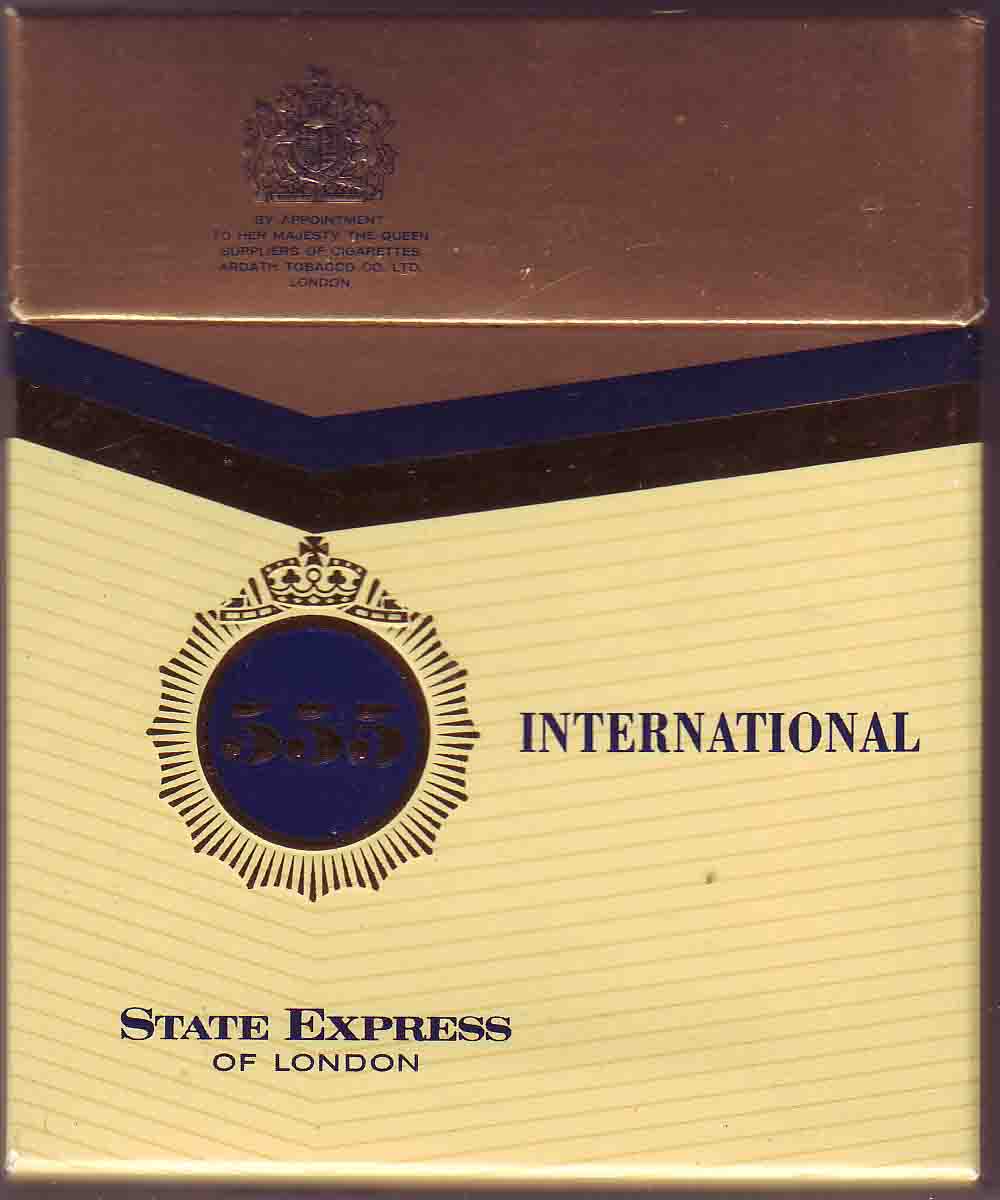 BY APPOINTMENT
TO HER MAJESTY THE QUEEN
SUPPLIERS OF CIGARETTES
ARDATH TOBACCO CO. LTD.
LONDON
555
INTERNATIONAL
STATE EXPRESS
OF LONDON